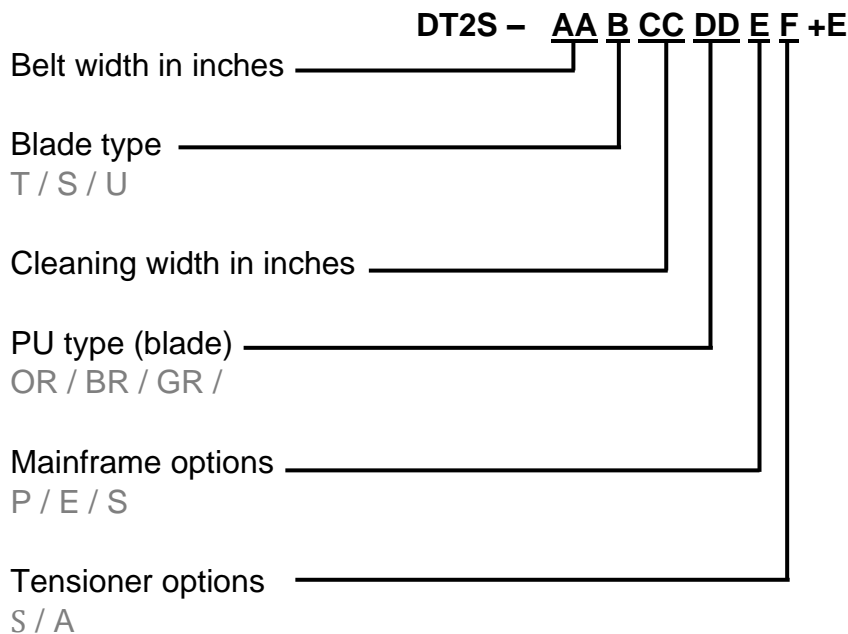 DT2S – AA B CC DD E F +E
Belt width in inches
Blade type
T / S / U
Cleaning width in inches
PU type (blade)
OR / BR / GR /
Mainframe options
P / E / S
Tensioner options
S / A